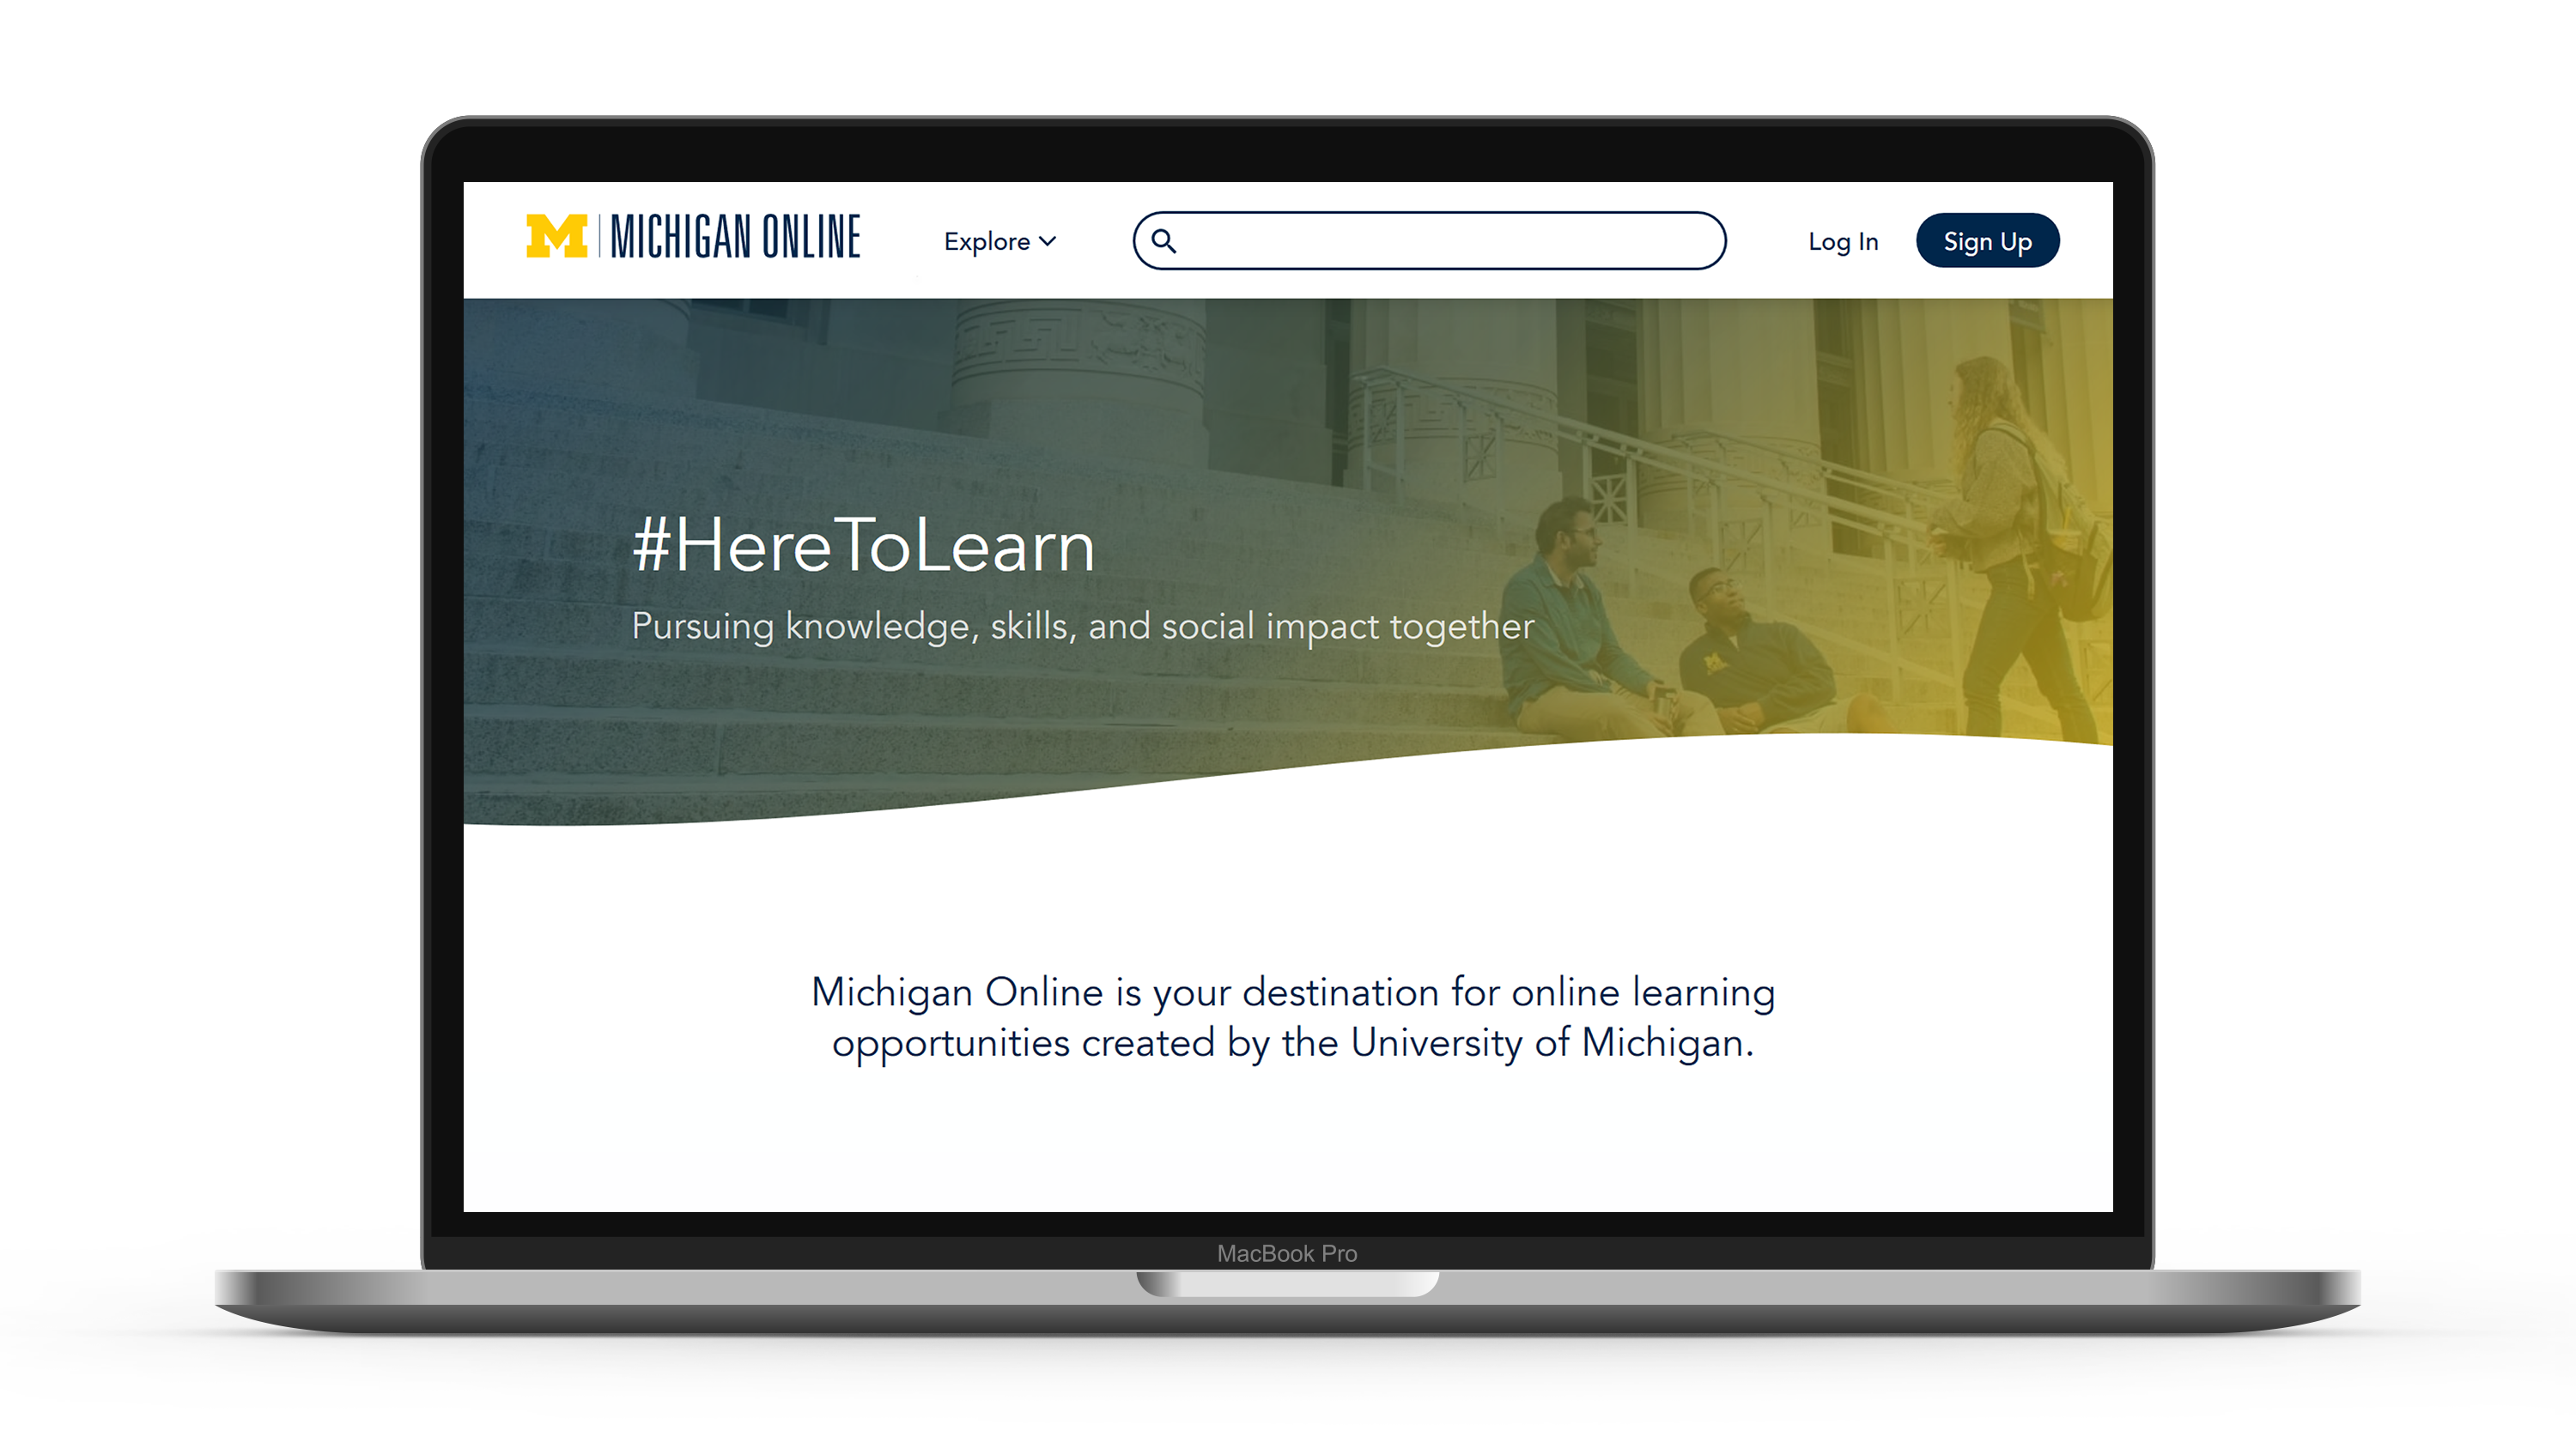 M | MICHIGAN ONLINE
Explore
Log In
Sign Up
#HereToLearn
Pursuing knowledge, skills, and social impact together
Michigan Online is your destination for online learning
opportunities created by the University of Michigan.
MacBook Pro